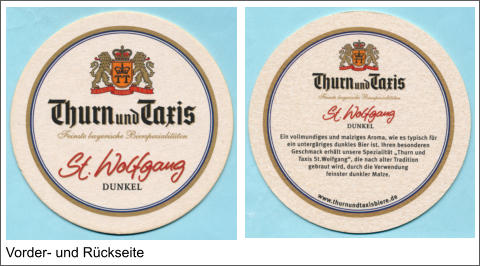 TT
Thurn und Taxis
Feinste bayerische Bierspezialitäten
St. Wolfgang
DUNKEL
TT
Thurn und Taxis
Feinste bayerische Bierspezialitäten
St. Wolfgang
DUNKEL
Ein vollmundiges und malziges Aroma, wie es typisch für
ein untergäriges dunkles Bier ist. Ihren besonderen
Geschmack erhält unsere Spezialität „Thurn und
Taxis St.Wolfgang", die nach alter Tradition
gebraut wird, durch die Verwendung
feinster dunkler Malze.
www.thurnundtaxisbiere.de
Vorder- und Rückseite